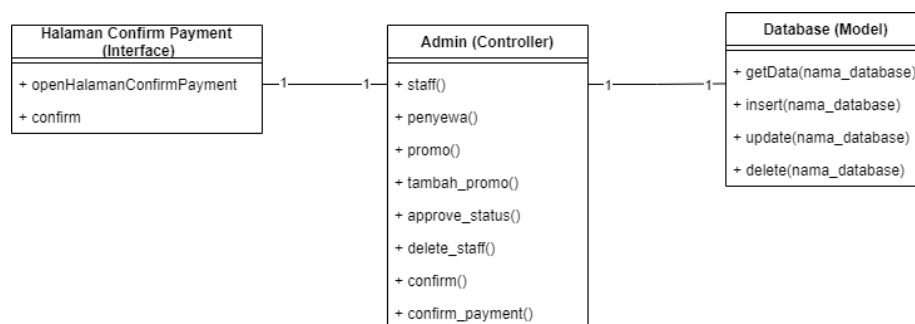 Halaman Confirm Payment
(Interface)
+ openHalamanConfirmPayment
+ confirm
1
1
Admin (Controller)
+ staff()
+ penyewa()
+ promo()
+ tambah_promo()
+ approve_status()
+ delete_staff()
+ confirm()
+ confirm_payment()
1
1
Database (Model)
+ getData(nama_database)
+ insert(nama_database)
+ update(nama_database)
+ delete(nama_database)